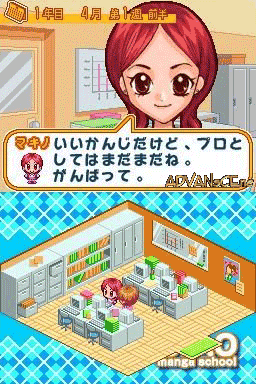 1年目 4月 第1週 前半
マキノ
いいかんじだけど、プロと
してはまだまだね。
がんばって。
ADVANSCENE
manga school